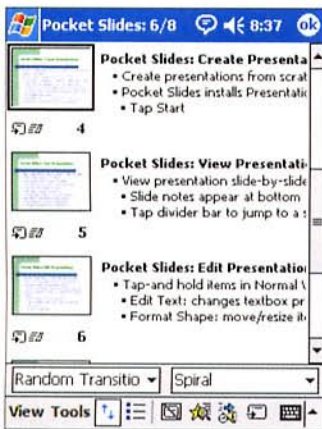 Pocket Slides: 6/8 8:37 ok
Pocket Slides: Create Presenta
Create presentations from scrat
Pocket Slides installs Presentatio
Tap Start
4
Pocket Slides: View Presentati
View presentation slide-by-slide
Slide notes appear at bottom
Tap divider bar to jump to a s
5
Pocket Slides: Edit Presentation
Tap-and hold items in Normal V
Edit Text: changes textbox pr
Format Shape: move/resize it
6
Random Transitio Spiral
View Tools